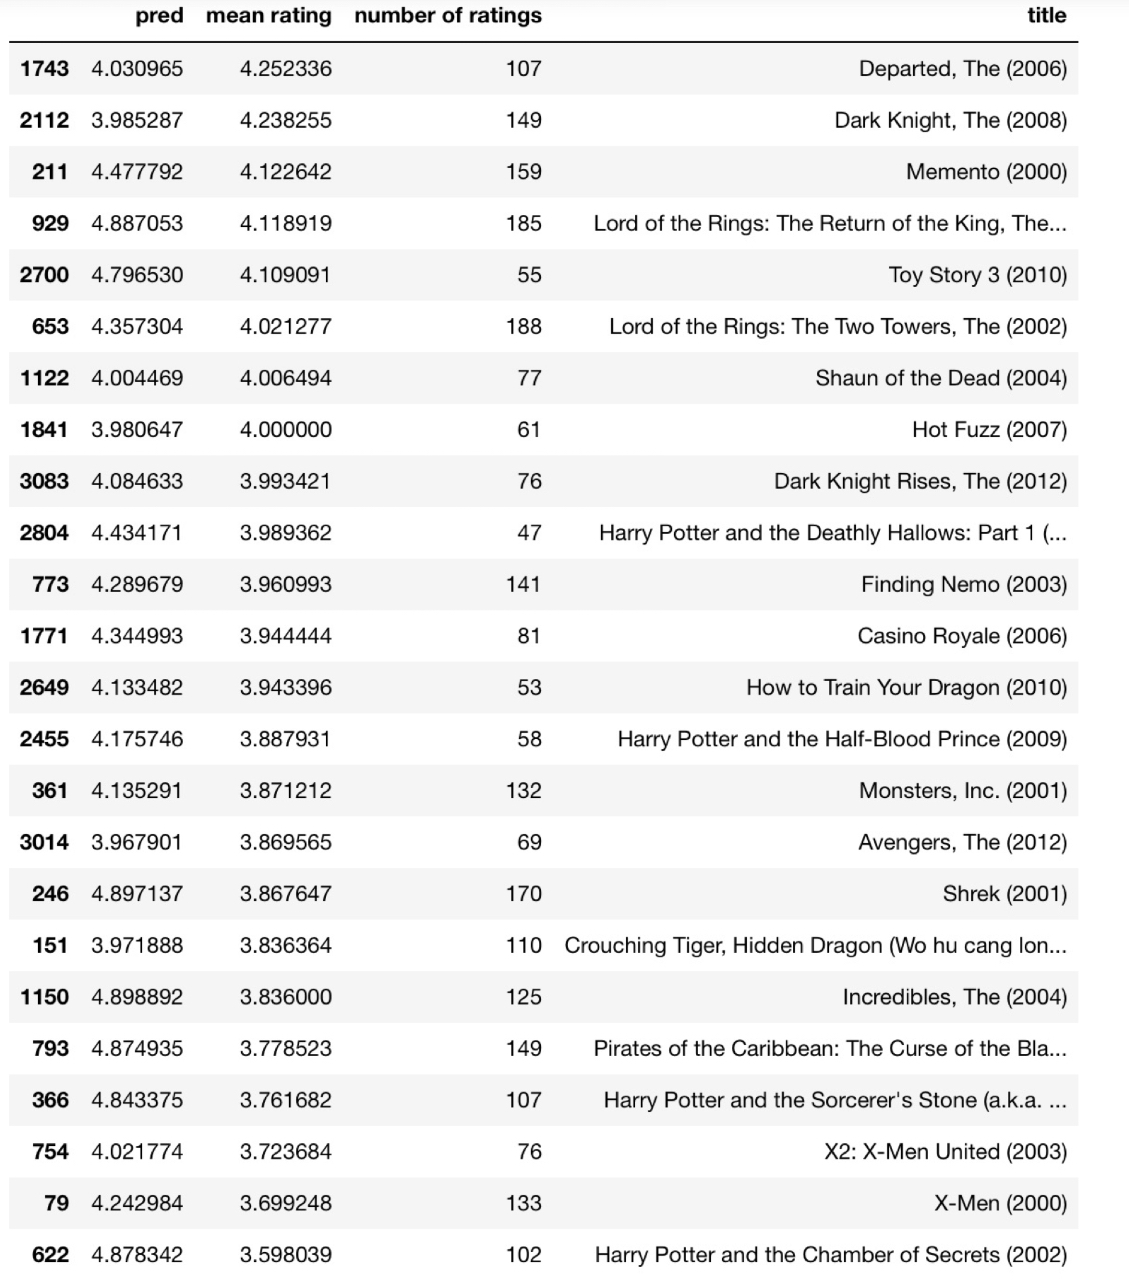 pred mean rating number of ratings title
1743 4.030965 4.252336 107 Departed, The (2006)
2112 3.985287 4.238255 149 Dark Knight, The (2008)
211 4.477792 4.122642 159 Memento (2000)
929 4.887053 4.118919 185 Lord of the Rings: The Return of the King, The...
2700 4.796530 4.109091 55 Toy Story 3 (2010)
653 4.357304 4.021277 188 Lord of the Rings: The Two Towers, The (2002)
1122 4.004469 4.006494 77 Shaun of the Dead (2004)
1841 3.980647 4.000000 61 Hot Fuzz (2007)
3083 4.084633 3.993421 76 Dark Knight Rises, The (2012)
2804 4.434171 3.989362 47 Harry Potter and the Deathly Hallows: Part 1 (...
773 4.289679 3.960993 141 Finding Nemo (2003)
1771 4.344993 3.944444 81 Casino Royale (2006)
2649 4.133482 3.943396 53 How to Train Your Dragon (2010)
2455 4.175746 3.887931 58 Harry Potter and the Half-Blood Prince (2009)
361 4.135291 3.871212 132 Monsters, Inc. (2001)
3014 3.967901 3.869565 69 Avengers, The (2012)
246 4.897137 3.867647 170 Shrek (2001)
151 3.971888 3.836364 110 Crouching Tiger, Hidden Dragon (Wo hu cang lon...
1150 4.898892 3.836000 125 Incredibles, The (2004)
793 4.874935 3.778523 149 Pirates of the Caribbean: The Curse of the Bla...
366 4.843375 3.761682 107 Harry Potter and the Sorcerer's Stone (a.k.a. ...
754 4.021774 3.723684 76 X2: X-Men United (2003)
79 4.242984 3.699248 133 X-Men (2000)
622 4.878342 3.598039 102 Harry Potter and the Chamber of Secrets (2002)